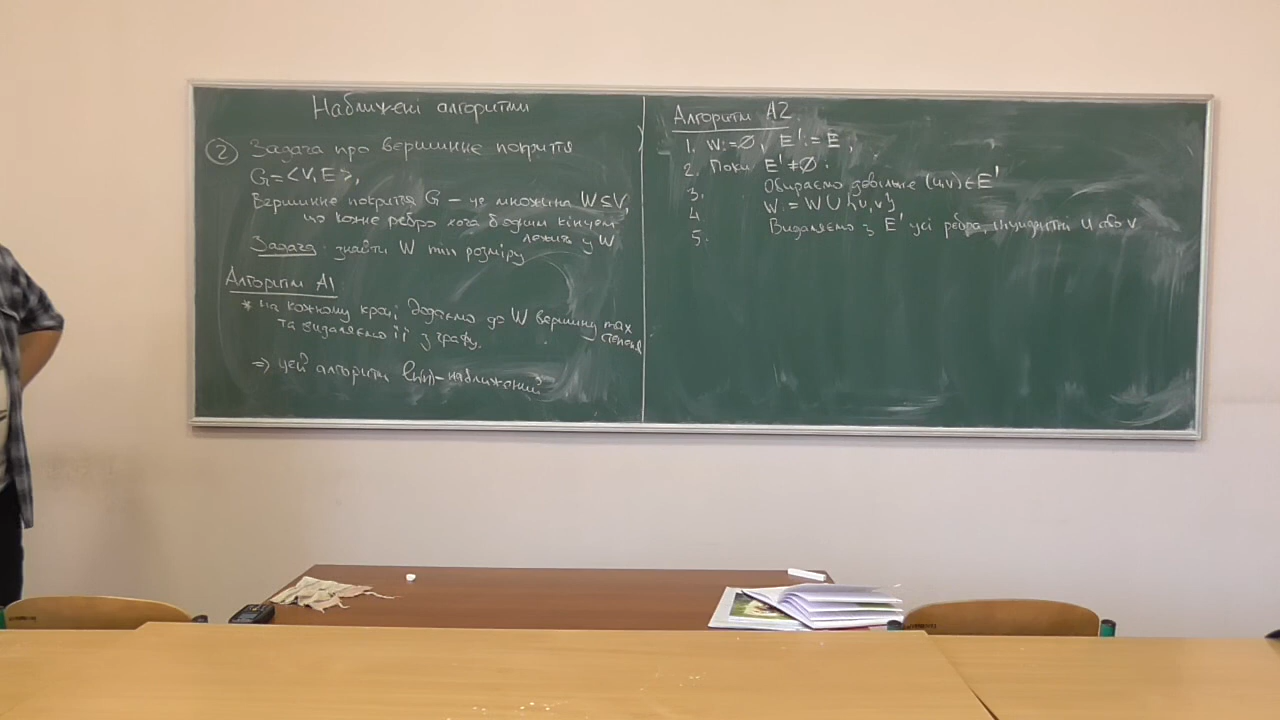 Наближені алгоритми
2 Задача про вершинне покриття
G=<V, E>,
Вершинне покриття G – це множина W⊆V,
що кожне ребро хоча б одним кінцем
лежить у W
Задача: знайти W min розміру
Алгоритм A1
* на кожному кроці додаємо до W вершину max
степеня
та видаляємо її з графу.
⇒ цей алгоритм ln(n)-наближений
Алгоритм A2.
1. W:=∅, E':= E,
2. Поки E'≠∅:
3. Обираємо довільне (u,v)∈E'
4. W:= W∪{u,v}
5. Видаляємо з E' усі ребра, інцидентні u або v